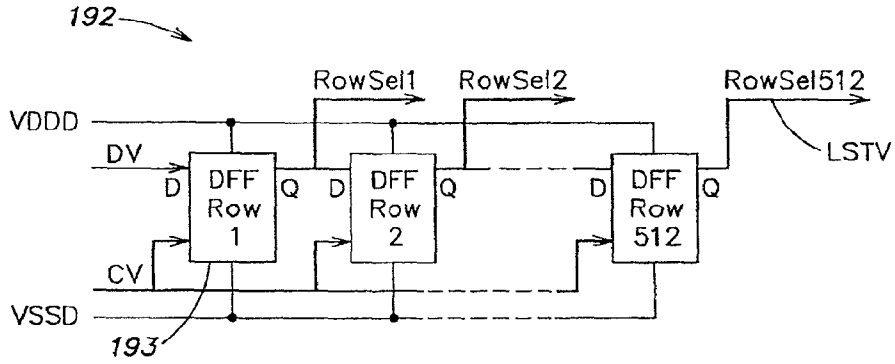 192
RowSel1
RowSel2
RowSel512
VDDD
LSTV
DV
D
DFF
Row
1
Q
D
DFF
Row
2
Q
D
DFF
Row
512
Q
CV
VSSD
193